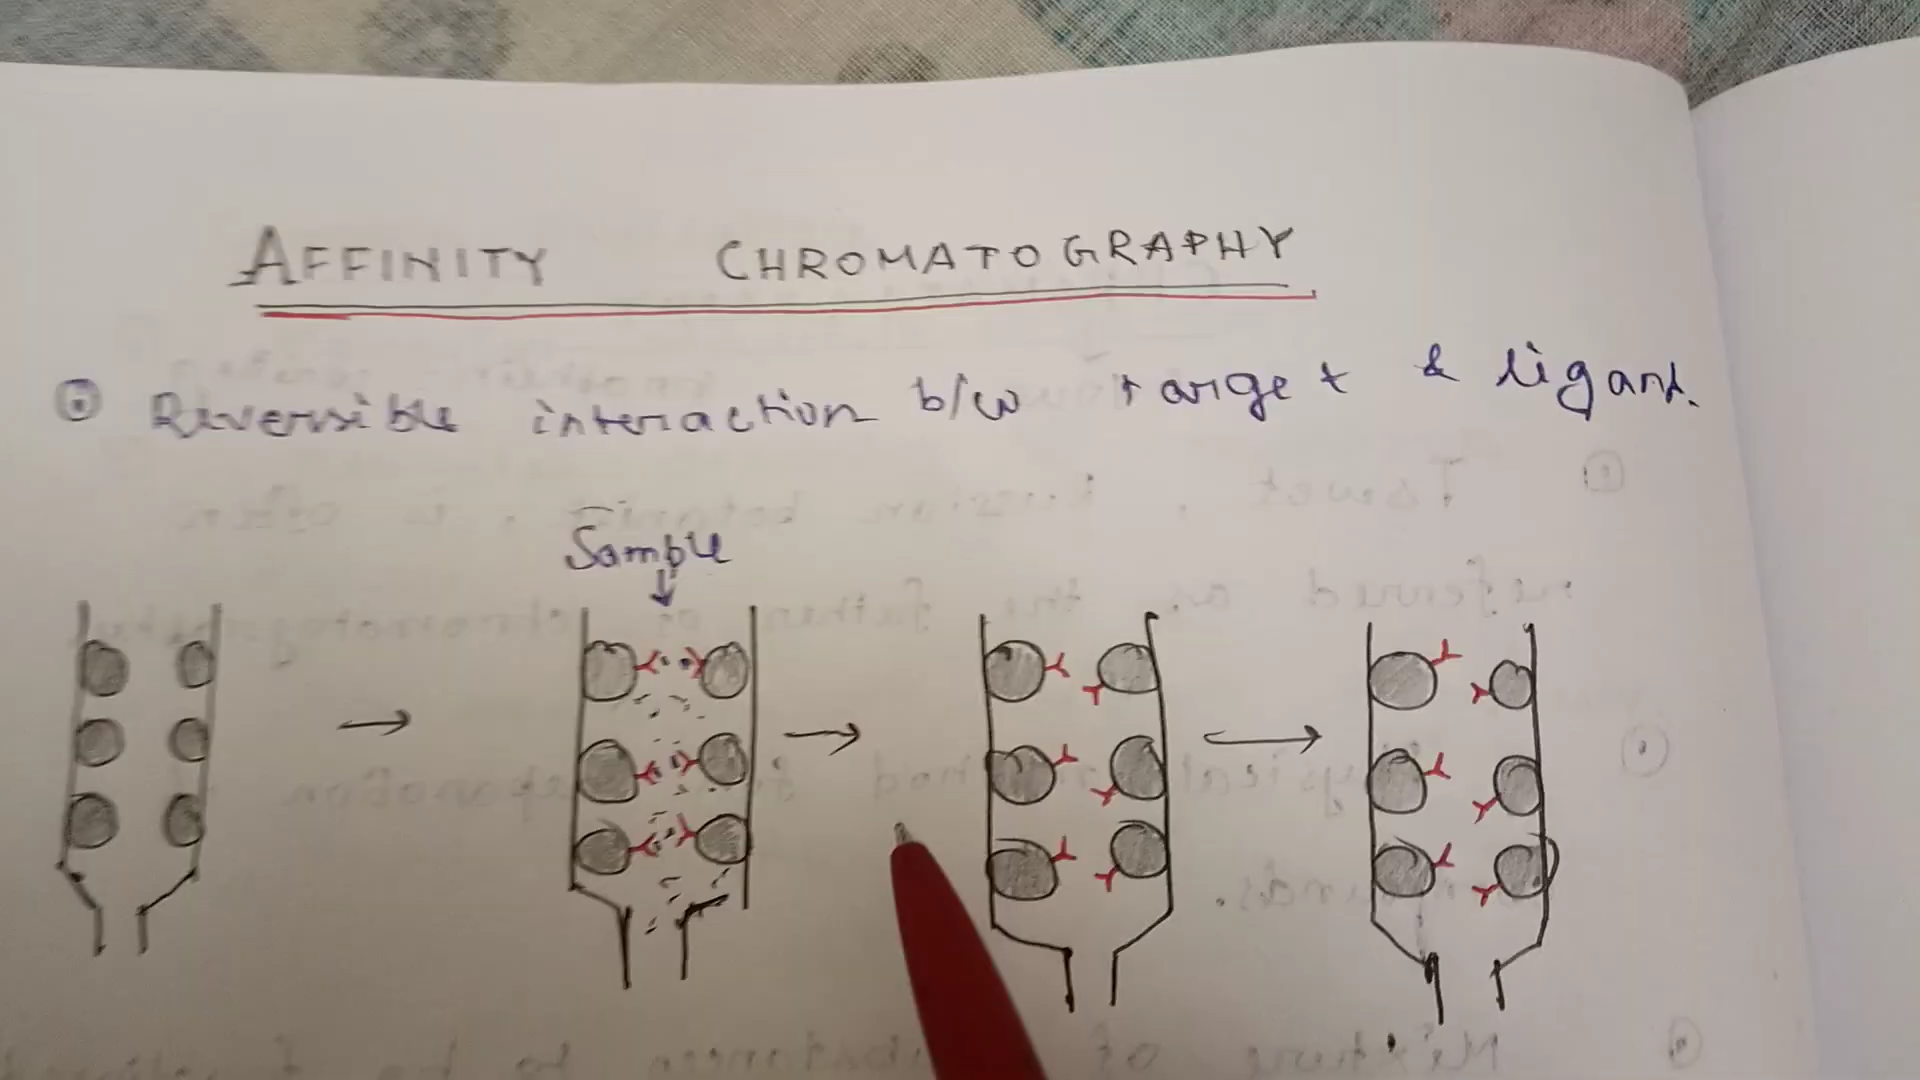 AFFINITY CHROMATOGRAPHY
Reversible interaction b/w target & ligand.
Sample